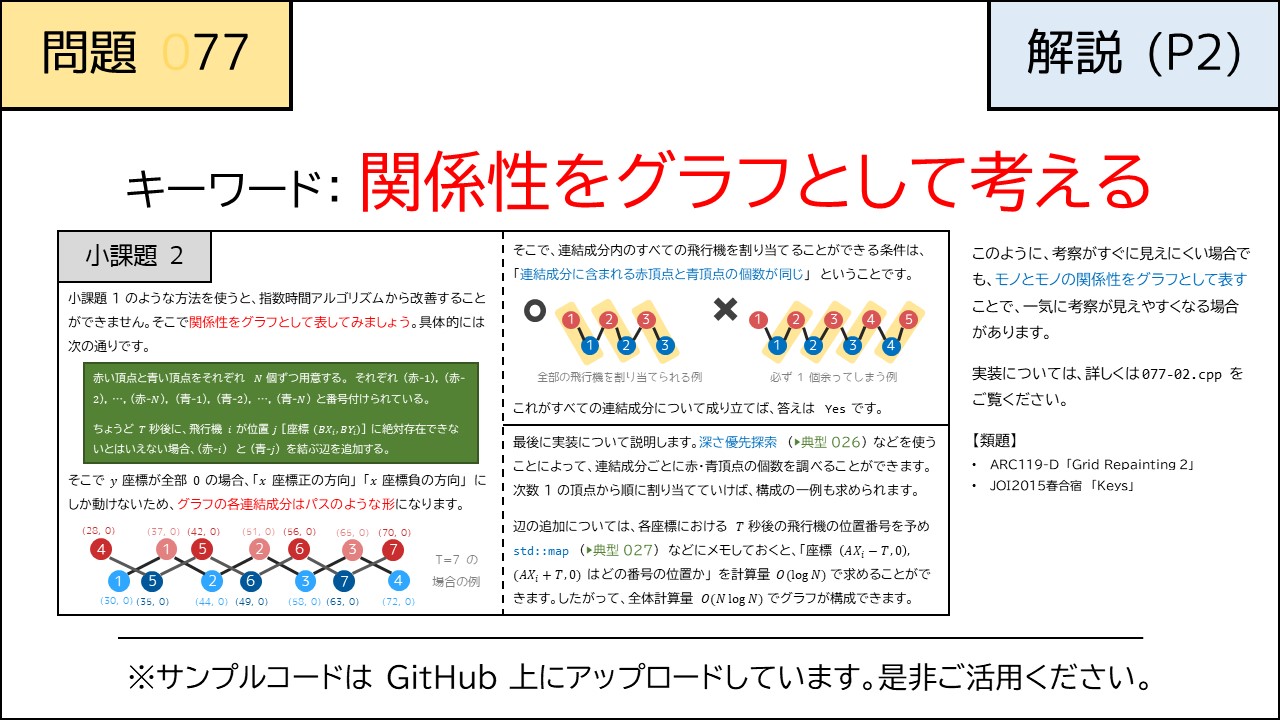 問題 077
解説 (P2)
キーワード: 関係性をグラフとして考える
小課題 2
小課題 1 のような方法を使うと、指数時間アルゴリズムから改善すること
ができません。そこで関係性をグラフとして表してみましょう。具体的には
次の通りです。
赤い頂点と青い頂点をそれぞれ N 個ずつ用意する。それぞれ (赤-1), (赤-
2), …, (赤-N), (青-1), (青-2), …, (青-N) と番号付けられている。
ちょうど T 秒後に、飛行機 i が位置 j [座標 (BXi, BYi)] に絶対存在できな
いとはいえない場合、(赤-i) と (青-j) を結ぶ辺を追加する。
そこで y 座標が全部 0 の場合、「x 座標正の方向」「x 座標負の方向」に
しか動けないため、グラフの各連結成分はパスのような形になります。
(28, 0) (37, 0) (42, 0) (51, 0) (56, 0) (65, 0) (70, 0)
4 1 5 2 6 3 7
1 5 2 6 3 7 4
(30, 0) (35, 0) (44, 0) (49, 0) (58, 0) (63, 0) (72, 0)
T=7 の
場合の例
そこで、連結成分内のすべての飛行機を割り当てることができる条件は、
「連結成分に含まれる赤頂点と青頂点の個数が同じ」ということです。
1 2 3
1 2 3
全部の飛行機を割り当てられる例
1 2 3 4 5
1 2 3 4
必ず 1 個余ってしまう例
これがすべての連結成分について成り立てば、答えは Yes です。
最後に実装について説明します。深さ優先探索 (▶典型 026) などを使う
ことによって、連結成分ごとに赤・青頂点の個数を調べることができます。
次数 1 の頂点から順に割り当てていけば、構成の一例も求められます。
辺の追加については、各座標における T 秒後の飛行機の位置番号を予め
std::map (▶典型 027) などにメモしておくと、「座標 (AXi − T, 0),
(AXi + T, 0) はどの番号の位置か」を計算量 O(log N) で求めることがで
きます。したがって、全体計算量 O(N log N) でグラフが構成できます。
このように、考察がすぐに見えにくい場合で
も、モノとモノの関係性をグラフとして表す
ことで、一気に考察が見えやすくなる場合
があります。
実装については、詳しくは 077-02.cpp を
ご覧ください。
【類題】
• ARC119-D「Grid Repainting 2」
• JOI2015春合宿「Keys」
※サンプルコードは GitHub 上にアップロードしています。是非ご活用ください。